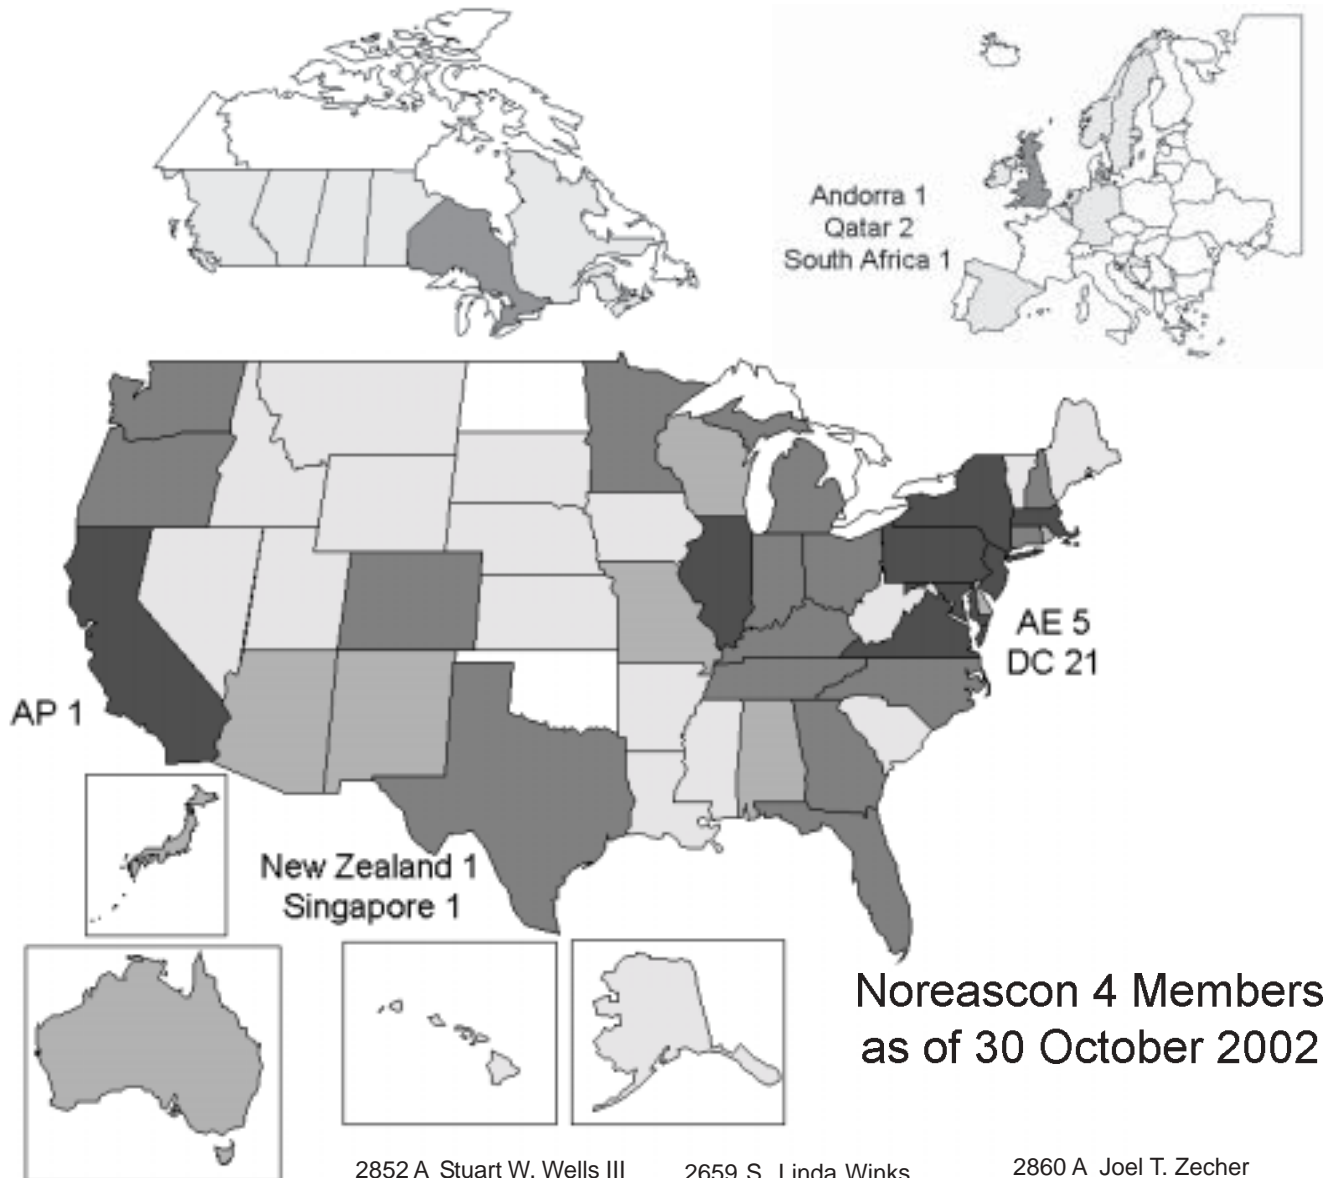 Andorra 1
Qatar 2
South Africa 1
AE 5
DC 21
AP 1
New Zealand 1
Singapore 1
Noreascon 4 Members
as of 30 October 2002
2852 A Stuart W. Wells III
2659 S Linda Winks
2860 A Joel T. Zecher